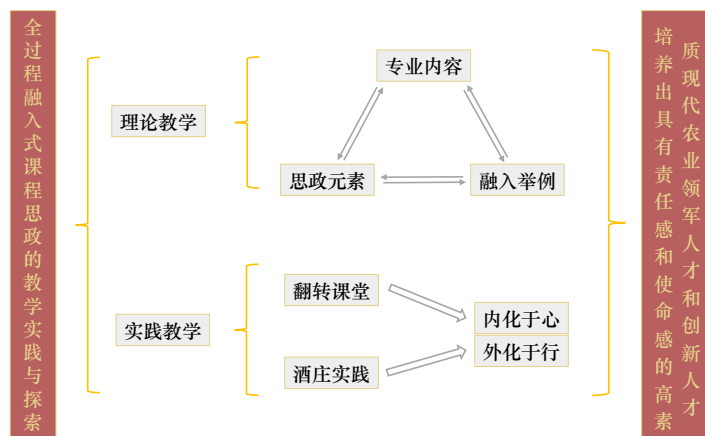 全过程融入式课程思政的教学实践与探索
理论教学
专业内容
思政元素
融入举例
实践教学
翻转课堂
酒庄实践
内化于心
外化于行
培养出具有责任感和使命感的高素
质现代农业领军人才和创新人才